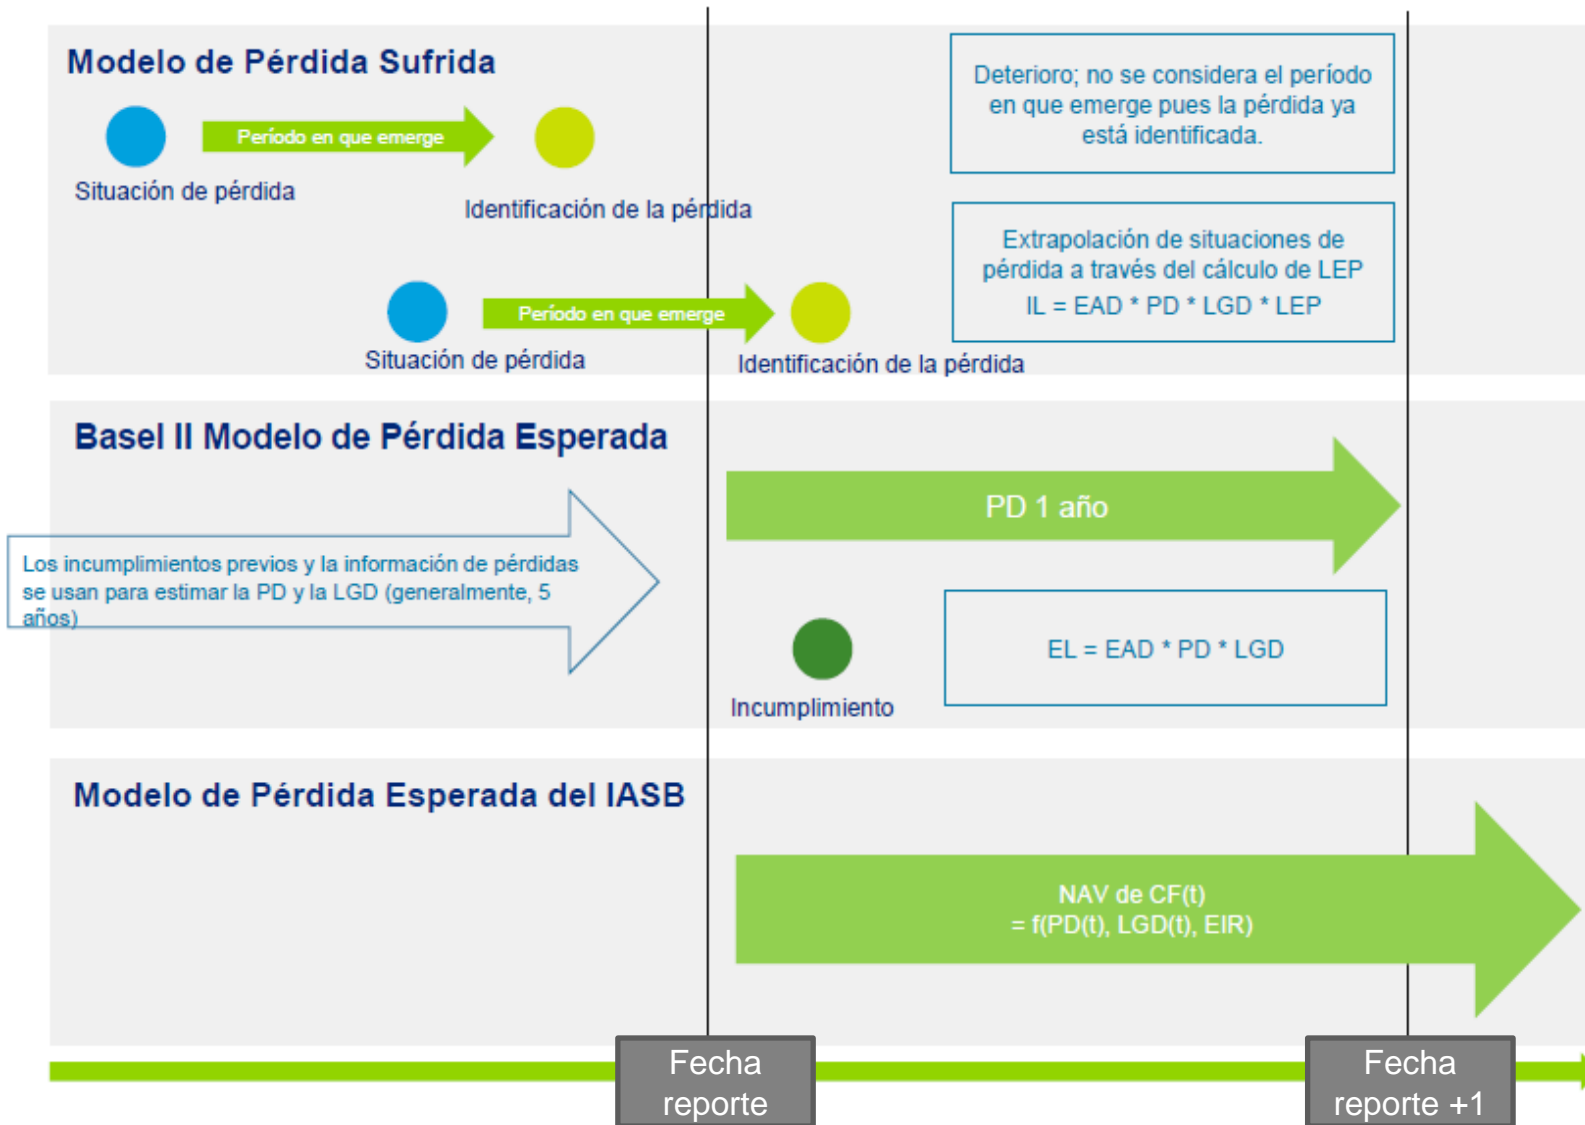 Modelo de Pérdida Sufrida
Período en que emerge
Situación de pérdida
Identificación de la pérdida
Deterioro; no se considera el período
en que emerge pues la pérdida ya
está identificada.
Período en que emerge
Situación de pérdida
Identificación de la pérdida
Extrapolación de situaciones de
pérdida a través del cálculo de LEP
IL = EAD * PD * LGD * LEP
Basel II Modelo de Pérdida Esperada
PD 1 año
Los incumplimientos previos y la información de pérdidas
se usan para estimar la PD y la LGD (generalmente, 5
años)
Incumplimiento
EL = EAD * PD * LGD
Modelo de Pérdida Esperada del IASB
NAV de CF(t)
= f(PD(t), LGD(t), EIR)
Fecha
reporte
Fecha
reporte +1